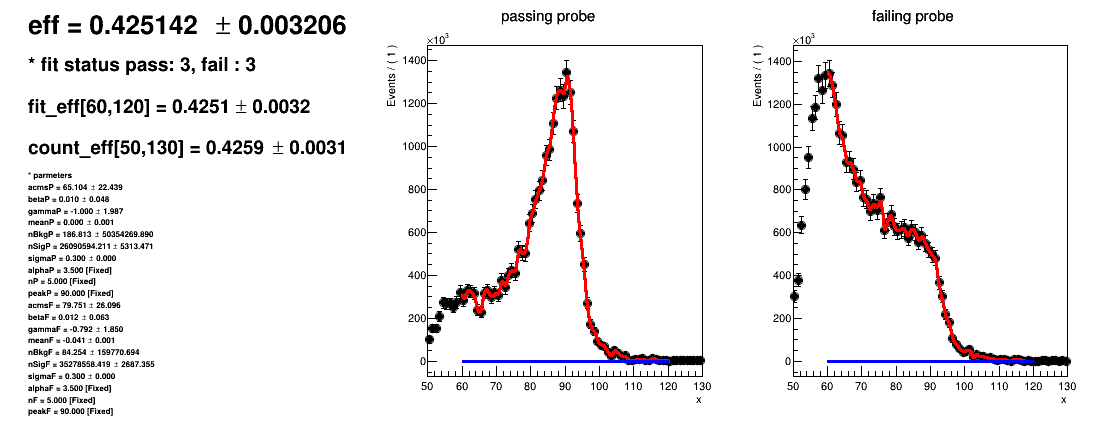 eff = 0.425142 ± 0.003206
* fit status pass: 3, fail : 3
fit_eff[60,120] = 0.4251 ± 0.0032
count_eff[50,130] = 0.4259 ± 0.0031
* parmeters
acmsP = 65.104 ± 22.439
betaP = 0.010 ± 0.048
gammaP = -1.000 ± 1.987
meanP = 0.000 ± 0.001
nBkgP = 186.813 ± 50354269.890
nSigP = 26090594.211 ± 5313.471
sigmaP = 0.300 ± 0.000
alphaP = 3.500 [Fixed]
nP = 5.000 [Fixed]
peakP = 90.000 [Fixed]
acmsF = 79.751 ± 26.096
betaF = 0.012 ± 0.063
gammaF = -0.792 ± 1.850
meanF = -0.041 ± 0.001
nBkgF = 84.254 ± 159770.694
nSigF = 35278558.419 ± 2687.355
sigmaF = 0.300 ± 0.000
alphaF = 3.500 [Fixed]
nF = 5.000 [Fixed]
peakF = 90.000 [Fixed]
passing probe
×10³
Events / ( 1 )
1400
1200
1000
800
600
400
200
0
50 60 70 80 90 100 110 120 130
x
failing probe
×10³
Events / ( 1 )
1400
1200
1000
800
600
400
200
0
50 60 70 80 90 100 110 120 130
x